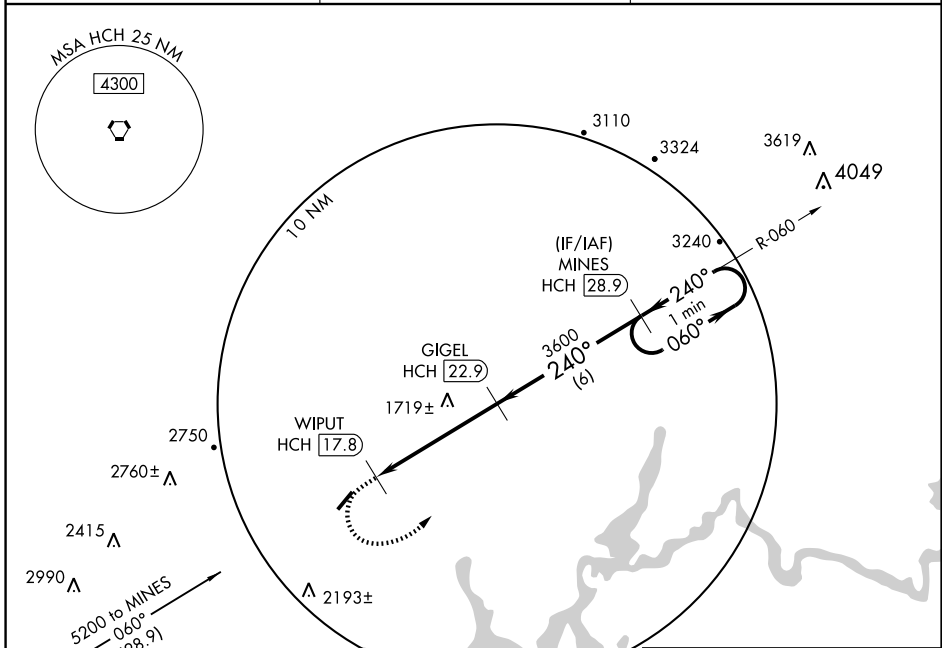 MSA HCH 25 NM
4300
3110
3324
3619
4049
10 NM
R-060
3240
(IF/IAF)
MINES
HCH 28.9
240°
1 min
060°
3600
240°
(6)
GIGEL
HCH 22.9
1719±
WIPUT
HCH 17.8
2750
2760±
2415
2990
2193±
5200 to MINES
060°